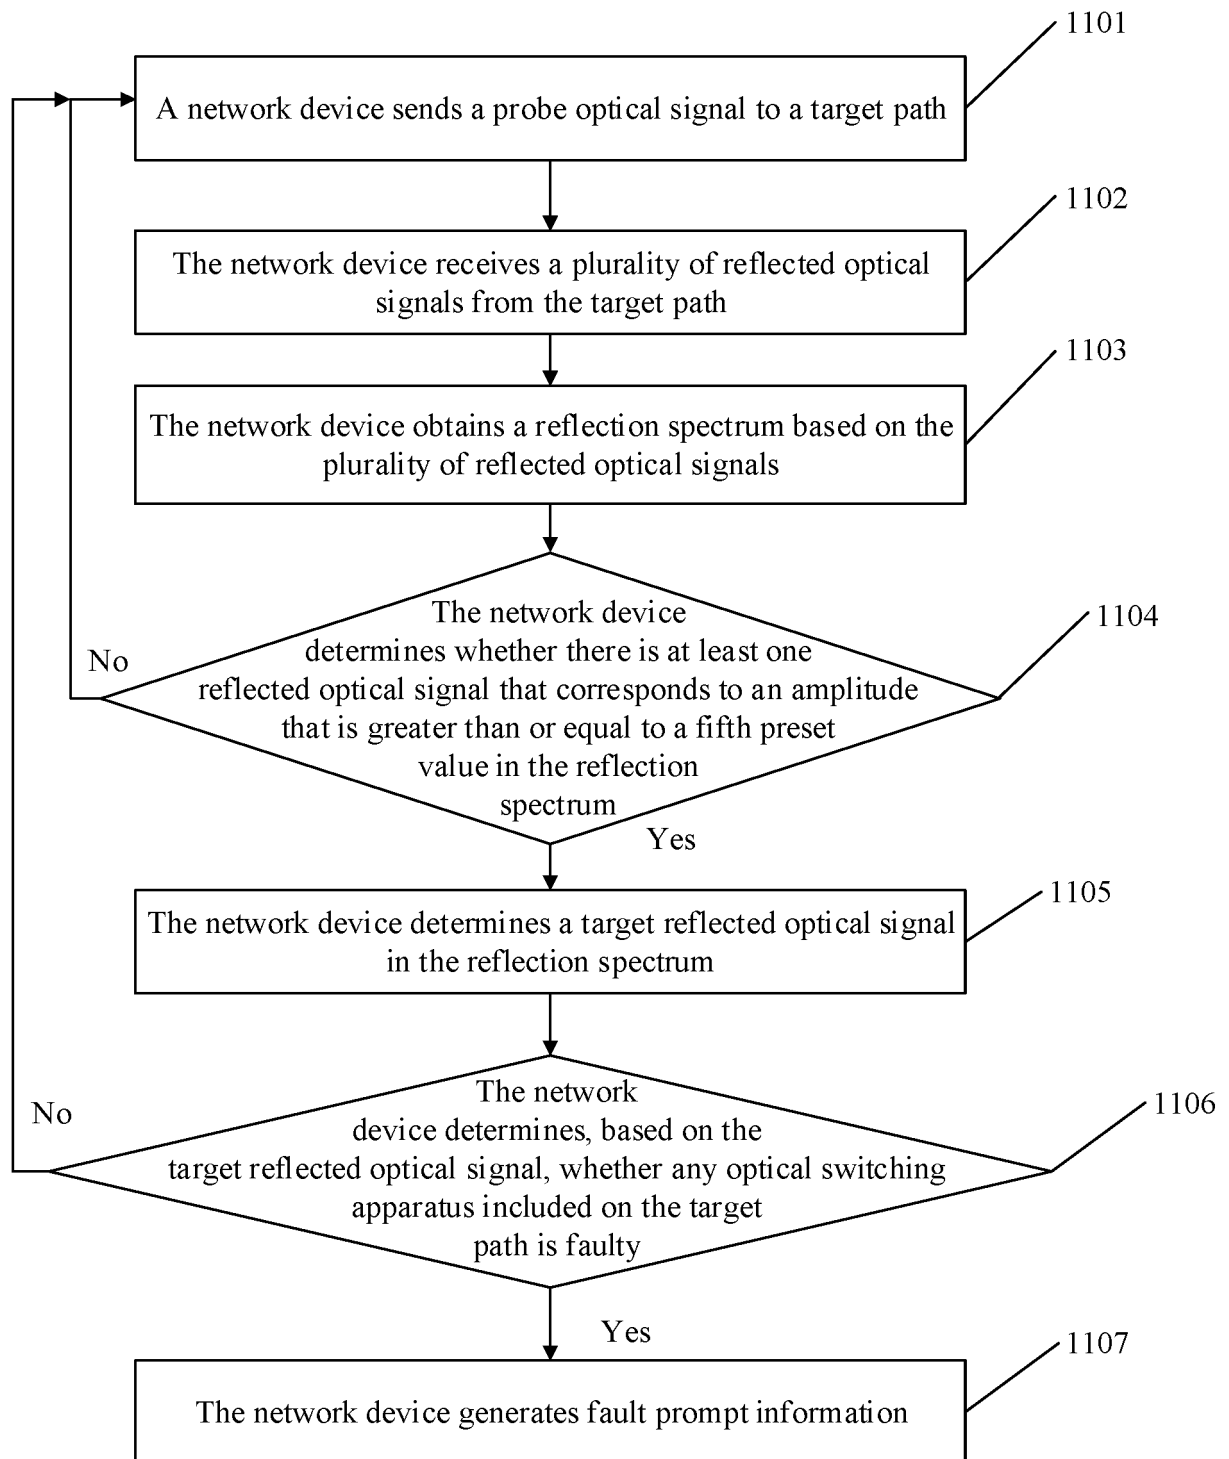 1101
A network device sends a probe optical signal to a target path
1102
The network device receives a plurality of reflected optical
signals from the target path
1103
The network device obtains a reflection spectrum based on the
plurality of reflected optical signals
1104
The network device
determines whether there is at least one
reflected optical signal that corresponds to an amplitude
that is greater than or equal to a fifth preset
value in the reflection
spectrum
No
Yes
1105
The network device determines a target reflected optical signal
in the reflection spectrum
1106
The network
device determines, based on the
target reflected optical signal, whether any optical switching
apparatus included on the target
path is faulty
No
Yes
1107
The network device generates fault prompt information